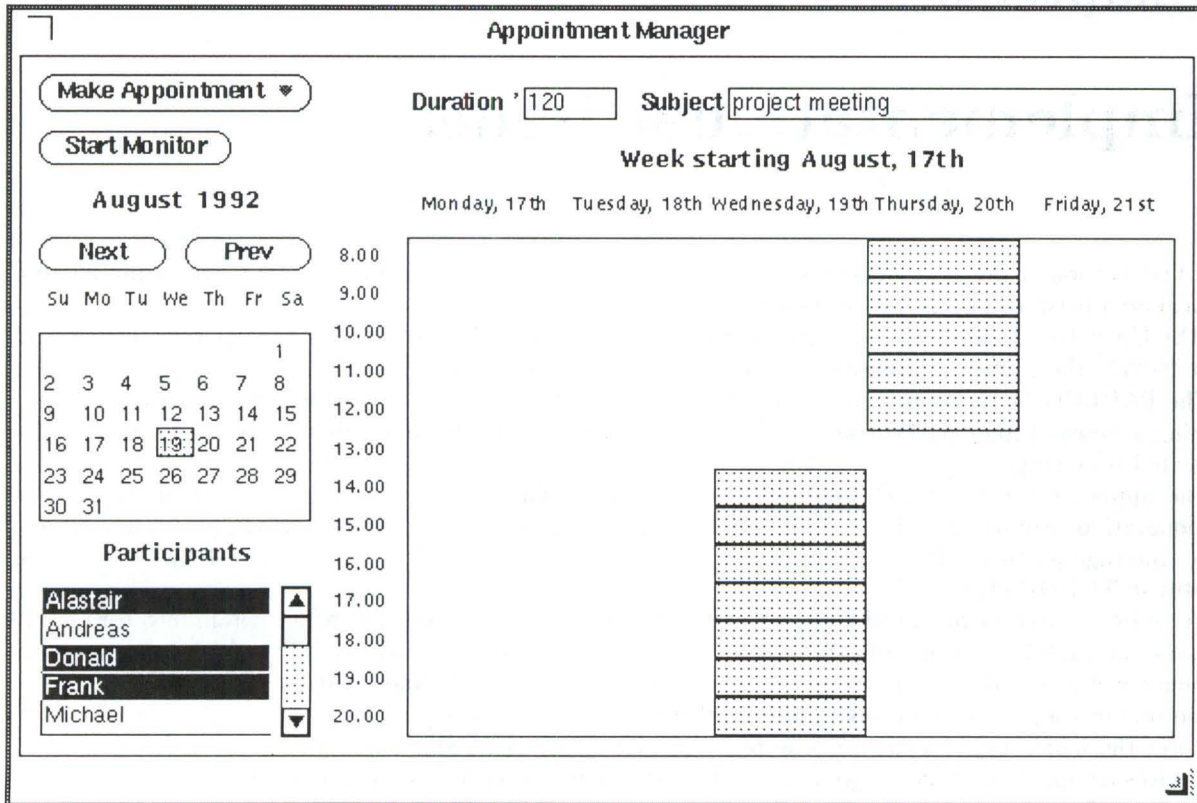 Appointment Manager
Make Appointment
Duration ' 120 Subject project meeting
Start Monitor
Week starting August, 17th
August 1992
Monday, 17th Tuesday, 18th Wednesday, 19th Thursday, 20th Friday, 21st
Next Prev
Su Mo Tu We Th Fr Sa
1
2 3 4 5 6 7 8
9 10 11 12 13 14 15
16 17 18 19 20 21 22
23 24 25 26 27 28 29
30 31
Participants
Alastair
Andreas
Donald
Frank
Michael
8.00
9.00
10.00
11.00
12.00
13.00
14.00
15.00
16.00
17.00
18.00
19.00
20.00